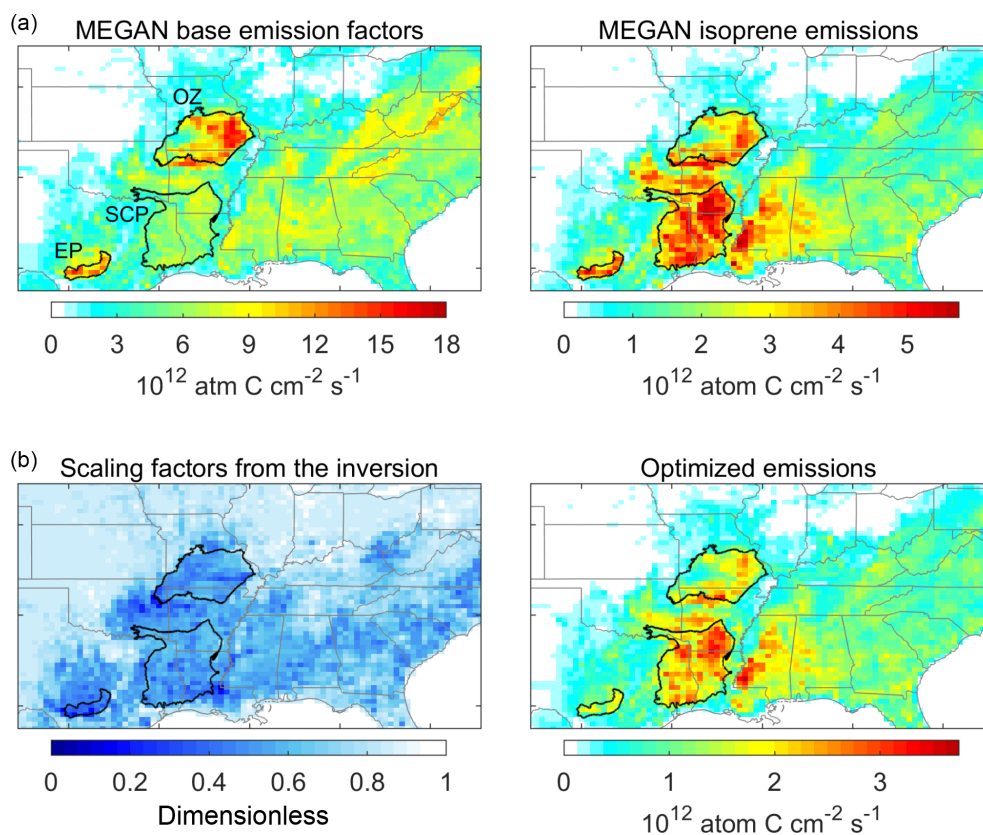 (a)
MEGAN base emission factors
MEGAN isoprene emissions
OZ
SCP
EP
0 3 6 9 12 15 18
10¹² atm C cm⁻² s⁻¹
0 1 2 3 4 5
10¹² atom C cm⁻² s⁻¹
(b)
Scaling factors from the inversion
Optimized emissions
0 0.2 0.4 0.6 0.8 1
Dimensionless
0 1 2 3
10¹² atom C cm⁻² s⁻¹